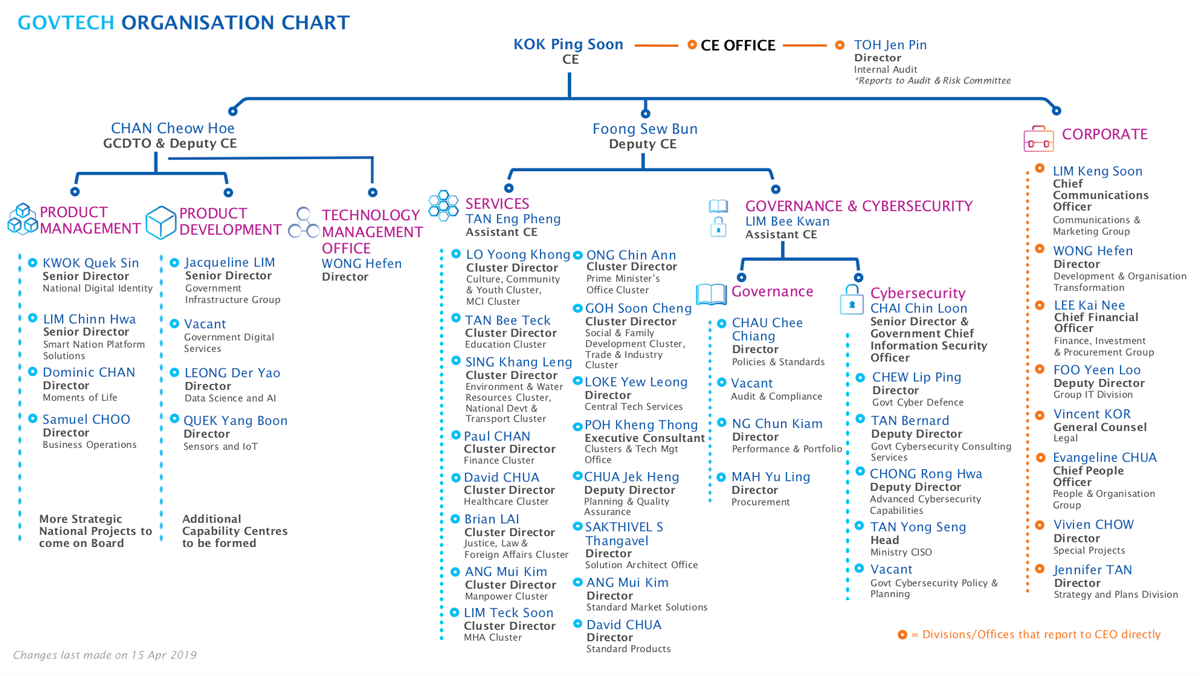 GOVTECH ORGANISATION CHART
KOK Ping Soon
CE
CE OFFICE
TOH Jen Pin
Director
Internal Audit
*Reports to Audit & Risk Committee
CHAN Cheow Hoe
GCDTO & Deputy CE
Foong Sew Bun
Deputy CE
PRODUCT
MANAGEMENT
KWOK Quek Sin
Senior Director
National Digital Identity
LIM Chinn Hwa
Senior Director
Smart Nation Platform
Solutions
Dominic CHAN
Director
Moments of Life
Samuel CHOO
Director
Business Operations
More Strategic
National Projects to
come on Board
PRODUCT
DEVELOPMENT
Jacqueline LIM
Senior Director
Government
Infrastructure Group
Vacant
Government Digital
Services
LEONG Der Yao
Director
Data Science and AI
QUEK Yang Boon
Director
Sensors and IoT
Additional
Capability Centres
to be formed
TECHNOLOGY
MANAGEMENT
OFFICE
WONG Hefen
Director
SERVICES
TAN Eng Pheng
Assistant CE
LO Yoong Khong
Cluster Director
Culture, Community
& Youth Cluster,
MCI Cluster
TAN Bee Teck
Cluster Director
Education Cluster
SING Khang Leng
Cluster Director
Environment & Water
Resources Cluster,
National Devt &
Transport Cluster
Paul CHAN
Cluster Director
Finance Cluster
David CHUA
Cluster Director
Healthcare Cluster
Brian LAI
Cluster Director
Justice, Law &
Foreign Affairs Cluster
ANG Mui Kim
Cluster Director
Manpower Cluster
LIM Teck Soon
Cluster Director
MHA Cluster
ONG Chin Ann
Cluster Director
Prime Minister's
Office Cluster
GOH Soon Cheng
Cluster Director
Social & Family
Development Cluster,
Trade & Industry
Cluster
LOKE Yew Leong
Director
Central Tech Services
POH Kheng Thong
Executive Consultant
Clusters & Tech Mgt
Office
CHUA Jek Heng
Deputy Director
Planning & Quality
Assurance
SAKTHIVEL S
Thangavel
Director
Solution Architect Office
ANG Mui Kim
Director
Standard Market Solutions
David CHUA
Director
Standard Products
GOVERNANCE & CYBERSECURITY
LIM Bee Kwan
Assistant CE
Governance
CHAU Chee
Chiang
Director
Policies & Standards
Vacant
Audit & Compliance
NG Chun Kiam
Director
Performance & Portfolio
MAH Yu Ling
Director
Procurement
Cybersecurity
CHAI Chin Loon
Senior Director &
Government Chief
Information Security
Officer
CHEW Lip Ping
Director
Govt Cyber Defence
TAN Bernard
Deputy Director
Govt Cybersecurity Consulting
Services
CHONG Rong Hwa
Deputy Director
Advanced Cybersecurity
Capabilities
TAN Yong Seng
Head
Ministry CISO
Vacant
Govt Cybersecurity Policy &
Planning
CORPORATE
LIM Keng Soon
Chief
Communications
Officer
Communications &
Marketing Group
WONG Hefen
Director
Development & Organisation
Transformation
LEE Kai Nee
Chief Financial
Officer
Finance, Investment
& Procurement Group
FOO Yeen Loo
Deputy Director
Group IT Division
Vincent KOR
General Counsel
Legal
Evangeline CHUA
Chief People
Officer
People & Organisation
Group
Vivien CHOW
Director
Special Projects
Jennifer TAN
Director
Strategy and Plans Division
= Divisions/Offices that report to CEO directly
Changes last made on 15 Apr 2019